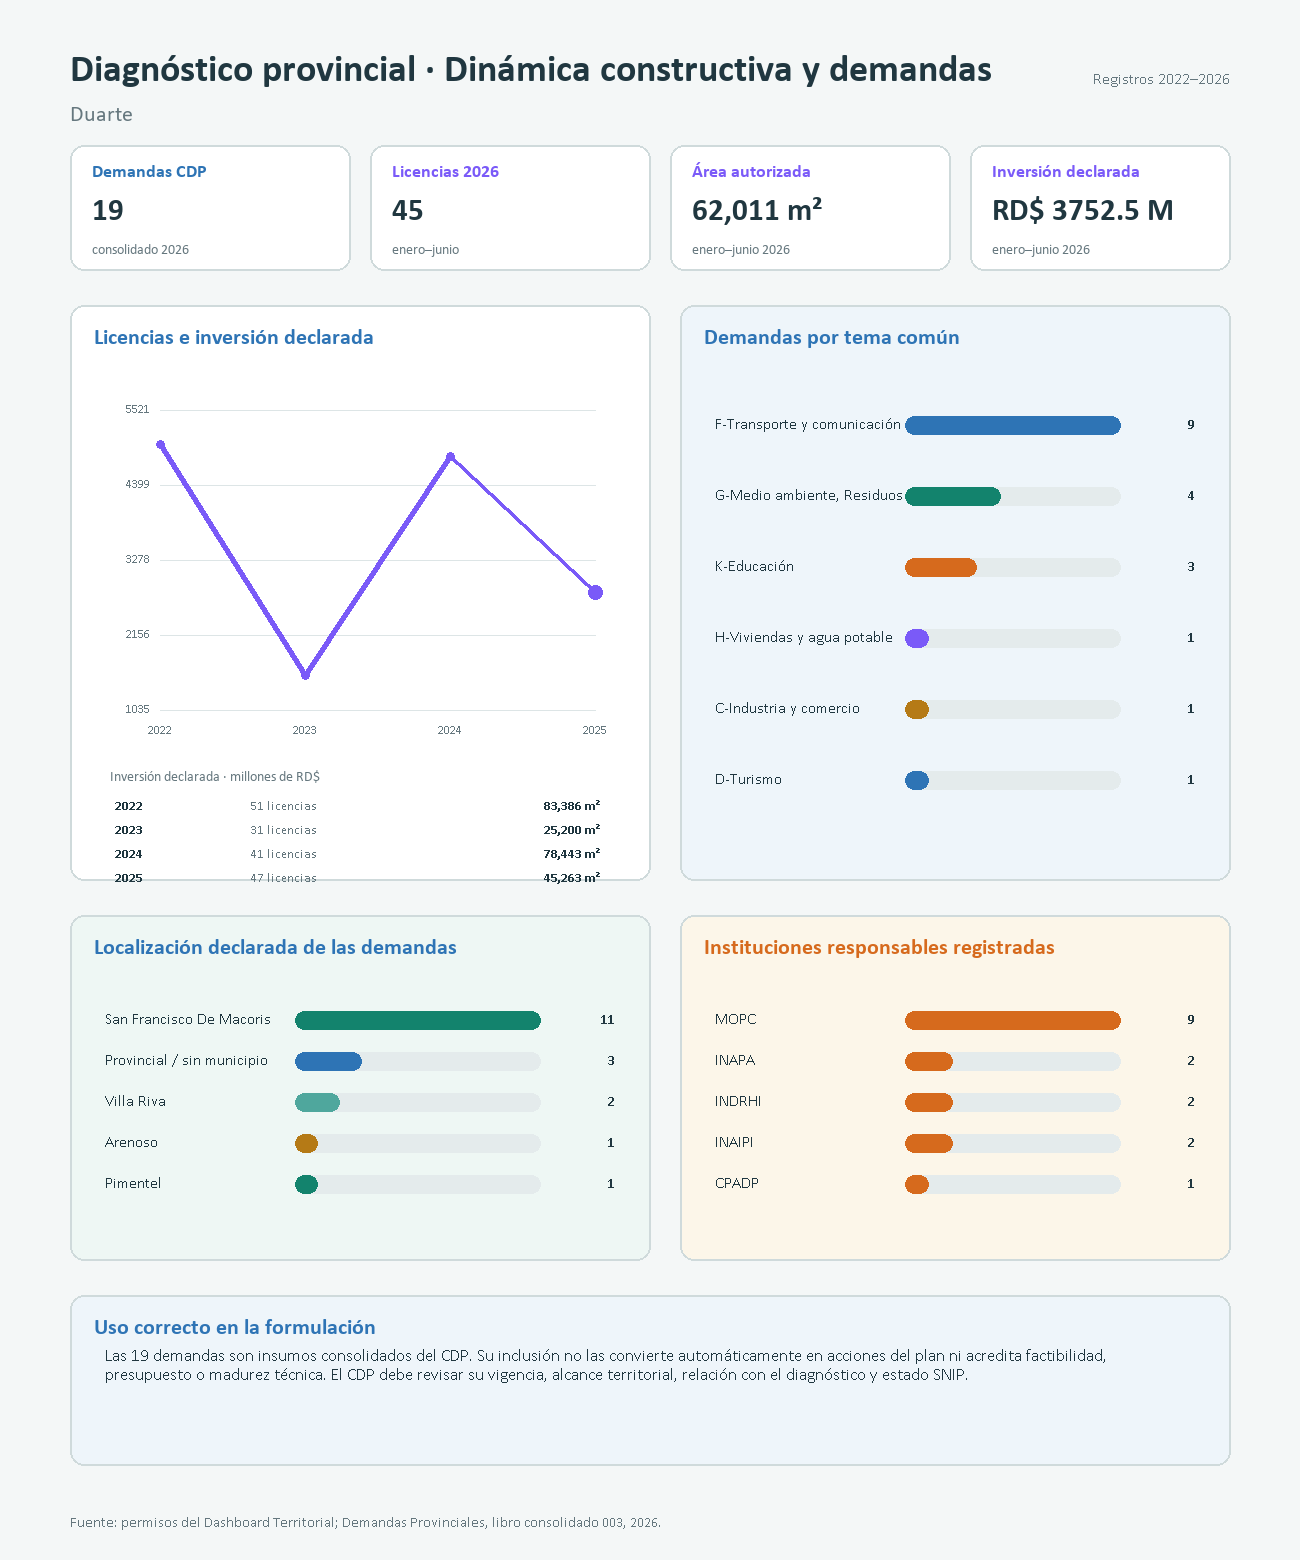 Diagnóstico provincial · Dinámica constructiva y demandas
Registros 2022–2026
Duarte
Demandas CDP
19
consolidado 2026
Licencias 2026
45
enero–junio
Área autorizada
62,011 m²
enero–junio 2026
Inversión declarada
RD$ 3752.5 M
enero–junio 2026
Licencias e inversión declarada
5521
4399
3278
2156
1035
2022
2023
2024
2025
Inversión declarada · millones de RD$
2022 51 licencias 83,386 m²
2023 31 licencias 25,200 m²
2024 41 licencias 78,443 m²
2025 47 licencias 45,263 m²
Demandas por tema común
F-Transporte y comunicación 9
G-Medio ambiente, Residuos 4
K-Educación 3
H-Viviendas y agua potable 1
C-Industria y comercio 1
D-Turismo 1
Localización declarada de las demandas
San Francisco De Macoris 11
Provincial / sin municipio 3
Villa Riva 2
Arenoso 1
Pimentel 1
Instituciones responsables registradas
MOPC 9
INAPA 2
INDRHI 2
INAIPI 2
CPADP 1
Uso correcto en la formulación
Las 19 demandas son insumos consolidados del CDP. Su inclusión no las convierte automáticamente en acciones del plan ni acredita factibilidad,
presupuesto o madurez técnica. El CDP debe revisar su vigencia, alcance territorial, relación con el diagnóstico y estado SNIP.
Fuente: permisos del Dashboard Territorial; Demandas Provinciales, libro consolidado 003, 2026.